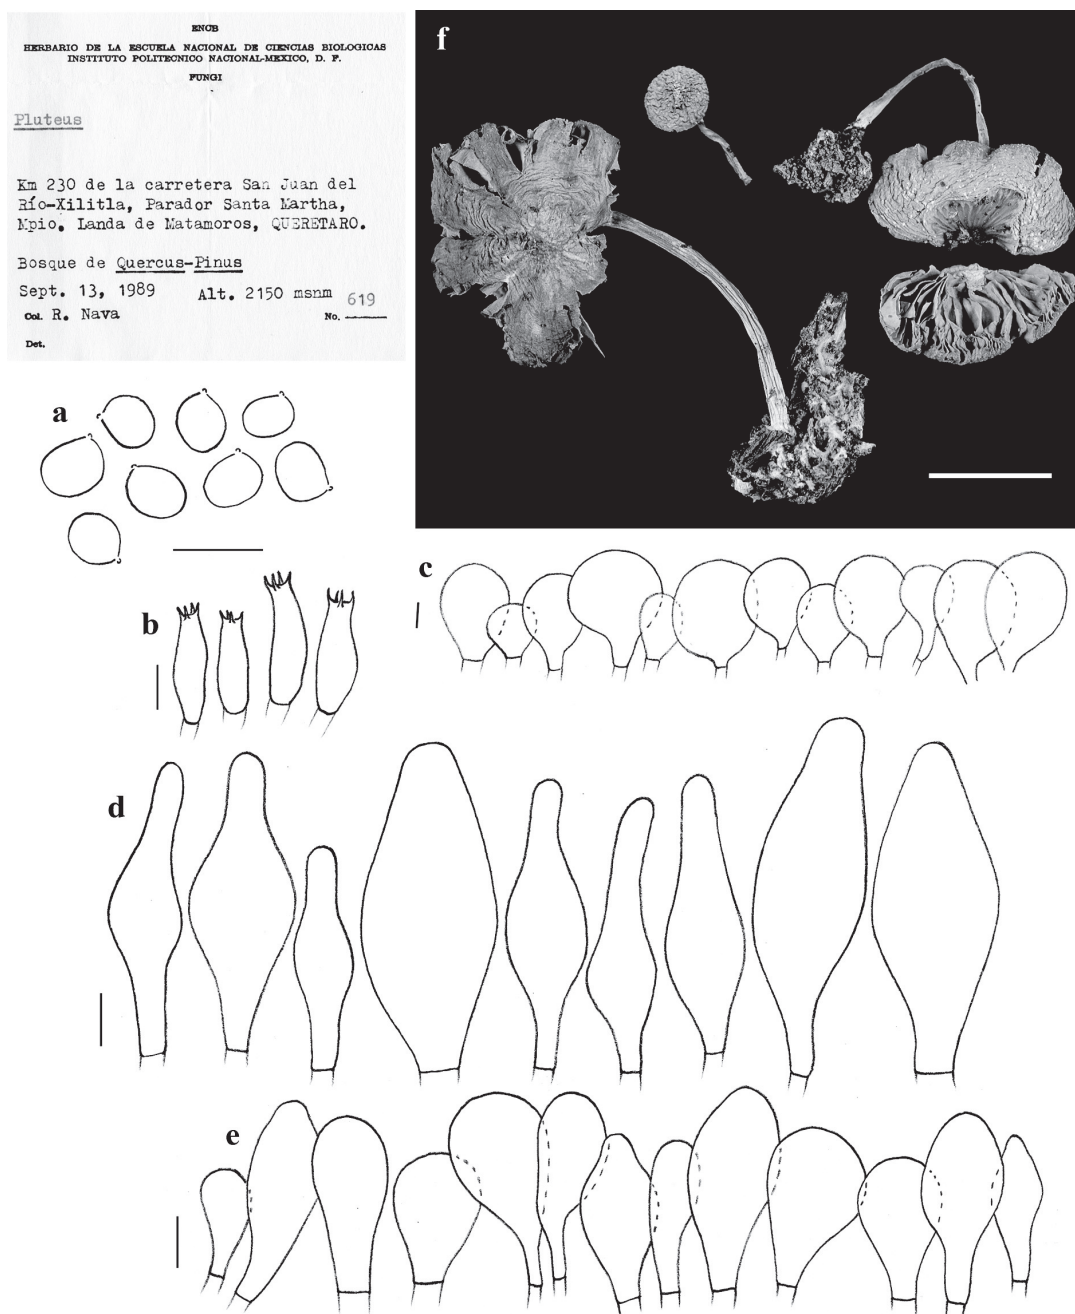 ENCB
HERBARIO DE LA ESCUELA NACIONAL DE CIENCIAS BIOLOGICAS
INSTITUTO POLITECNICO NACIONAL-MEXICO, D. F.
FUNGI
Pluteus
Km 230 de la carretera San Juan del
Río-Xilitla, Parador Santa Martha,
Mpio. Landa de Matamoros, QUERETARO.
Bosque de Quercus-Pinus
Sept. 13, 1989 Alt. 2150 msnm
Col. R. Nava No. 619
Det.
f
a
b
c
d
e